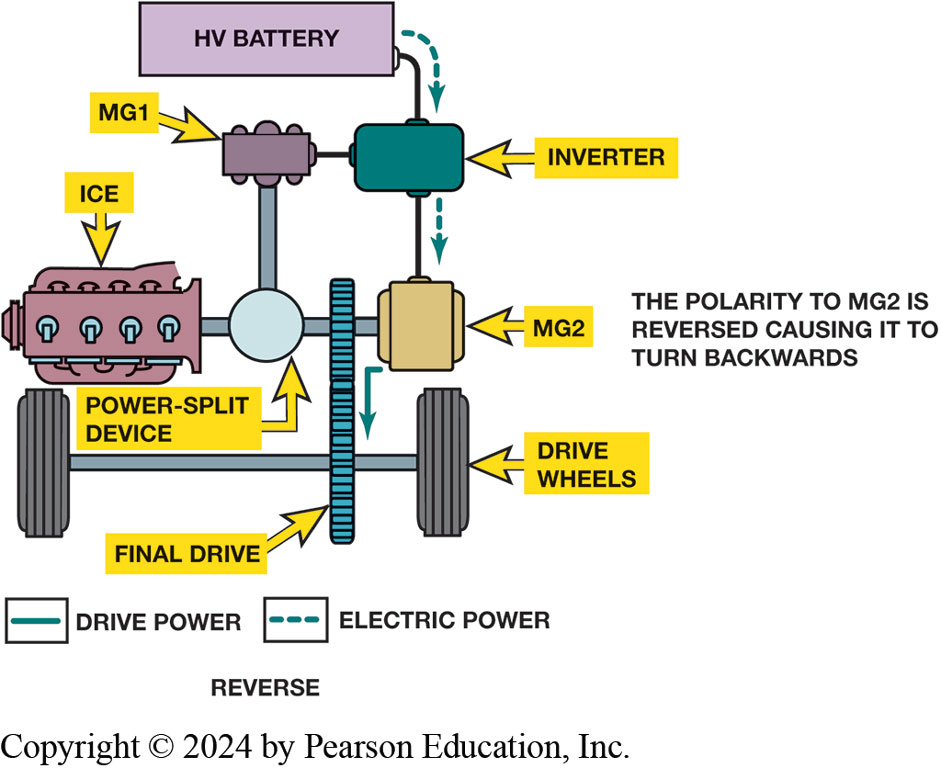 HV BATTERY
MG1
INVERTER
ICE
MG2
THE POLARITY TO MG2 IS
REVERSED CAUSING IT TO
TURN BACKWARDS
POWER-SPLIT
DEVICE
DRIVE
WHEELS
FINAL DRIVE
DRIVE POWER
ELECTRIC POWER
REVERSE
Copyright © 2024 by Pearson Education, Inc.